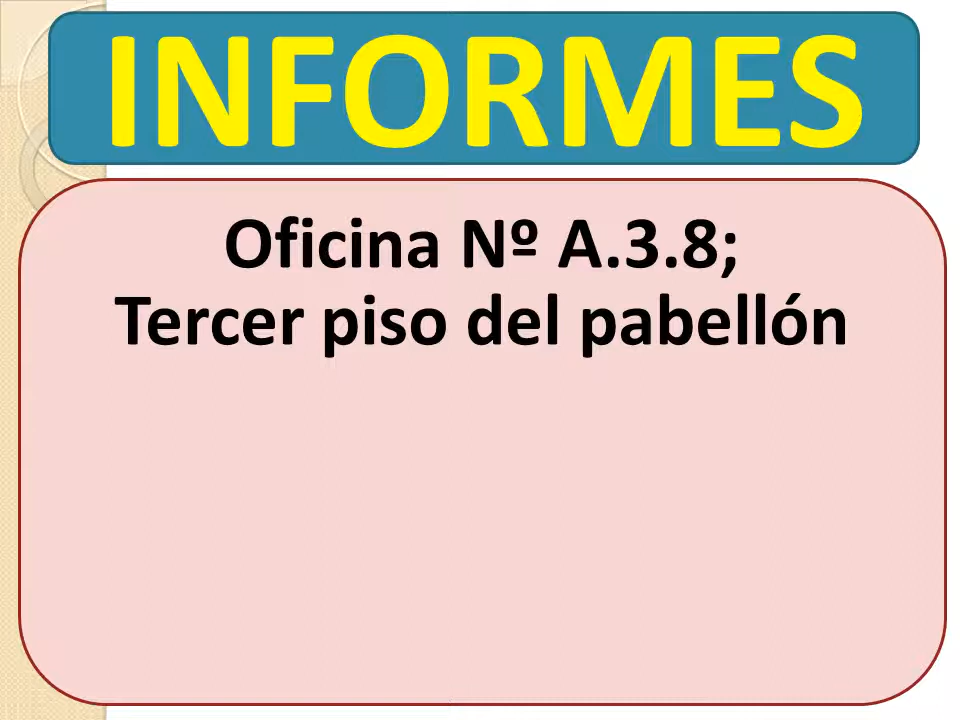 INFORMES
Oficina Nº A.3.8;
Tercer piso del pabellón